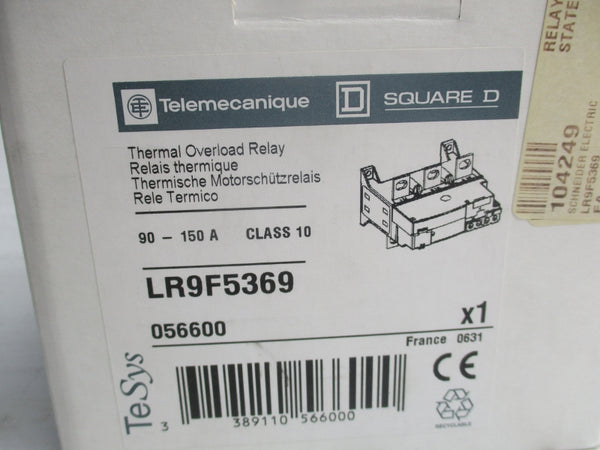 Telemecanique SQUARE D
Thermal Overload Relay
Relais thermique
Thermische Motorschützrelais
Rele Termico
90 - 150 A CLASS 10
LR9F5369
056600
x1
France 0631
TeSys
3 389110 566000
CE
RECYCLABLE
RELAY
STATE
104249
SCHNEIDER ELECTRIC
LR9F5369